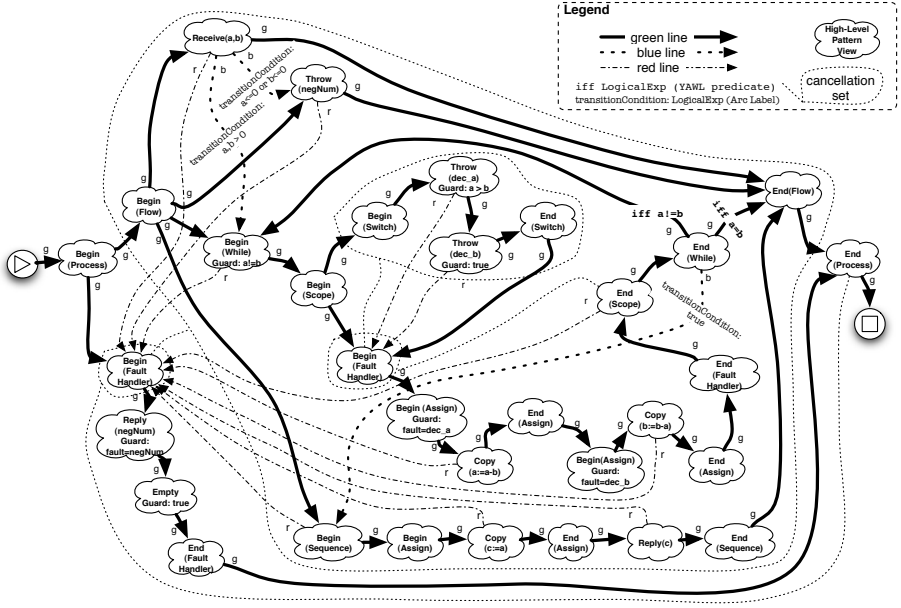 Legend
green line
blue line
red line
iff LogicalExp (YAWL predicate)
transitionCondition: LogicalExp (Arc Label)
High-Level
Pattern
View
cancellation
set
Receive(a,b)
g
g
r
b
b
transitionCondition:
a<=0 or b<=0
transitionCondition:
a,b > 0
Throw
(negNum)
g
r
Begin
(Flow)
g
g
g
g
g
Begin
(Process)
g
g
g
Begin
(While)
Guard: a!=b
g
r
Begin
(Scope)
g
g
Begin
(Switch)
g
Throw
(dec_a)
Guard: a > b
r
g
Throw
(dec_b)
Guard: true
g
r
End
(Switch)
g
iff a!=b
iff a=b
g
g
End
(While)
b
transitionCondition:
true
End(Flow)
g
End
(Process)
g
End
(Scope)
g
r
Begin
(Fault
Handler)
g
Begin
(Fault
Handler)
g
End
(Fault
Handler)
g
Reply
(negNum)
Guard:
fault=negNum
g
Begin (Assign)
Guard:
fault=dec_a
g
End
(Assign)
g
Copy
(a:=a-b)
g
r
Begin(Assign)
Guard:
fault=dec_b
g
Copy
(b:=b-a)
g
r
End
(Assign)
g
Empty
Guard: true
g
End
(Fault
Handler)
g
r
Begin
(Sequence)
g
Begin
(Assign)
g
r
Copy
(c:=a)
g
End
(Assign)
g
r
Reply(c)
g
End
(Sequence)
g